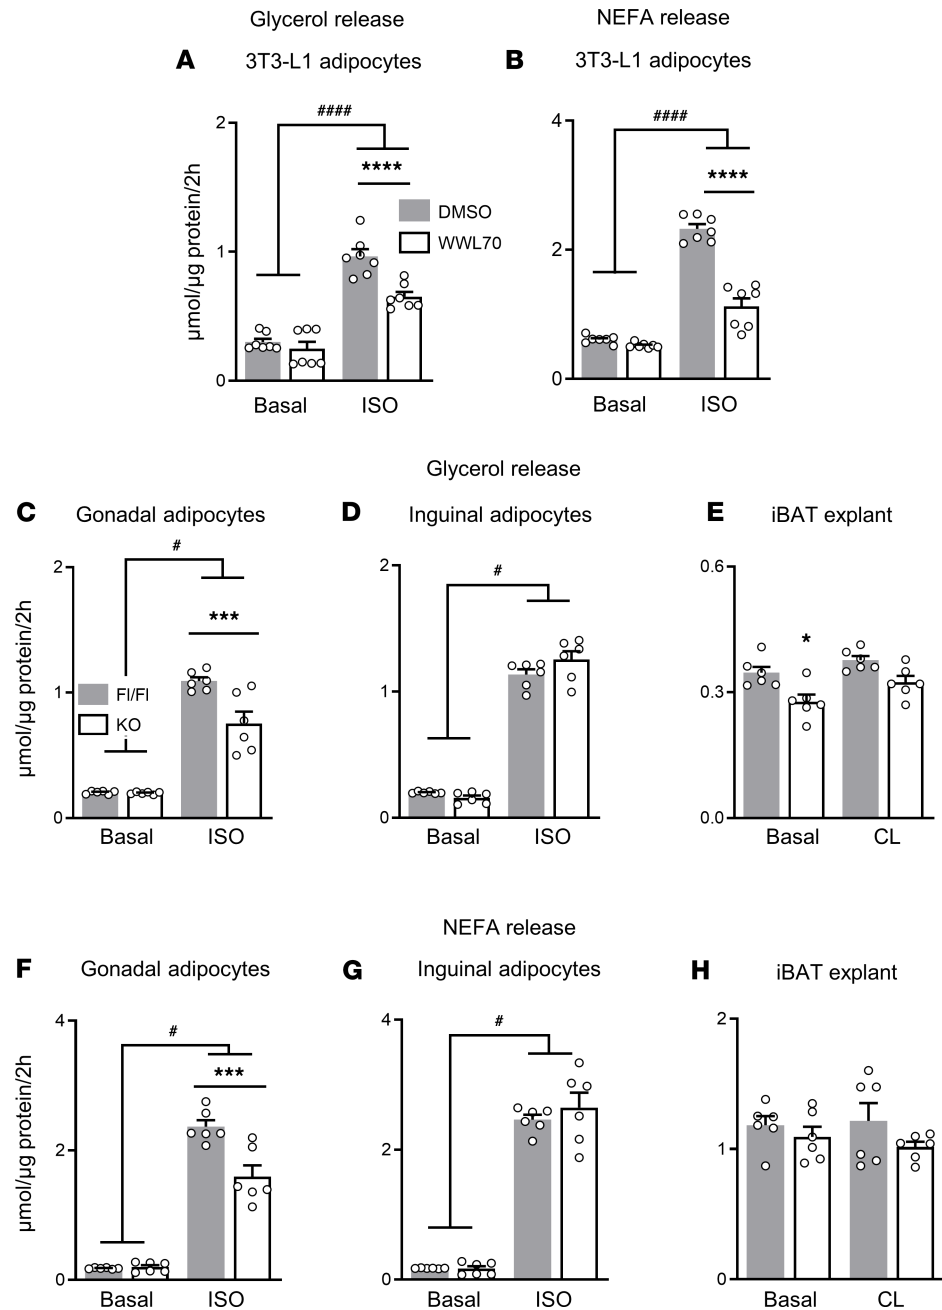 Glycerol release
NEFA release
A
3T3-L1 adipocytes
B
3T3-L1 adipocytes
µmol/µg protein/2h
2
1
0
####
****
DMSO
WWL70
Basal
ISO
4
2
0
####
****
Basal
ISO
Glycerol release
C
Gonadal adipocytes
D
Inguinal adipocytes
E
iBAT explant
µmol/µg protein/2h
2
1
0
#
***
Fl/Fl
KO
Basal
ISO
2
1
0
#
Basal
ISO
0.6
0.3
0.0
*
Basal
CL
NEFA release
F
Gonadal adipocytes
G
Inguinal adipocytes
H
iBAT explant
µmol/µg protein/2h
4
2
0
#
***
Basal
ISO
4
2
0
#
Basal
ISO
2
1
0
Basal
CL